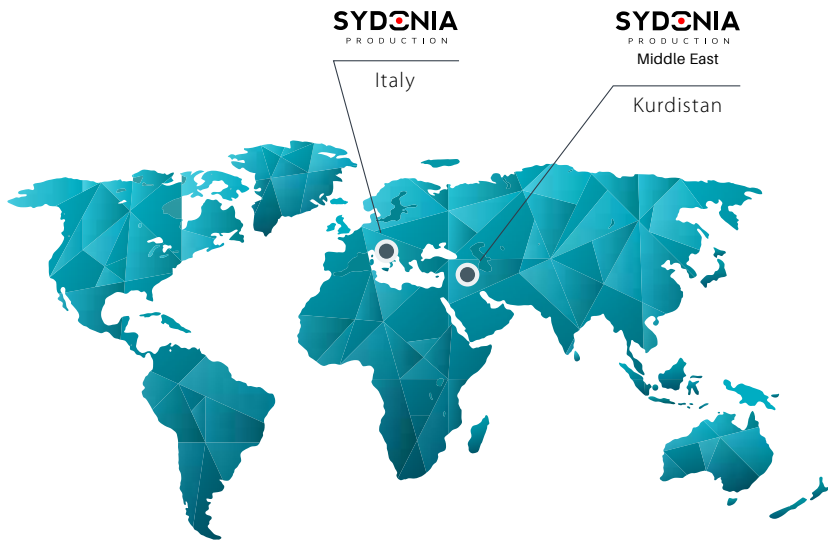 SYDONIA
PRODUCTION
Italy
SYDONIA
PRODUCTION
Middle East
Kurdistan